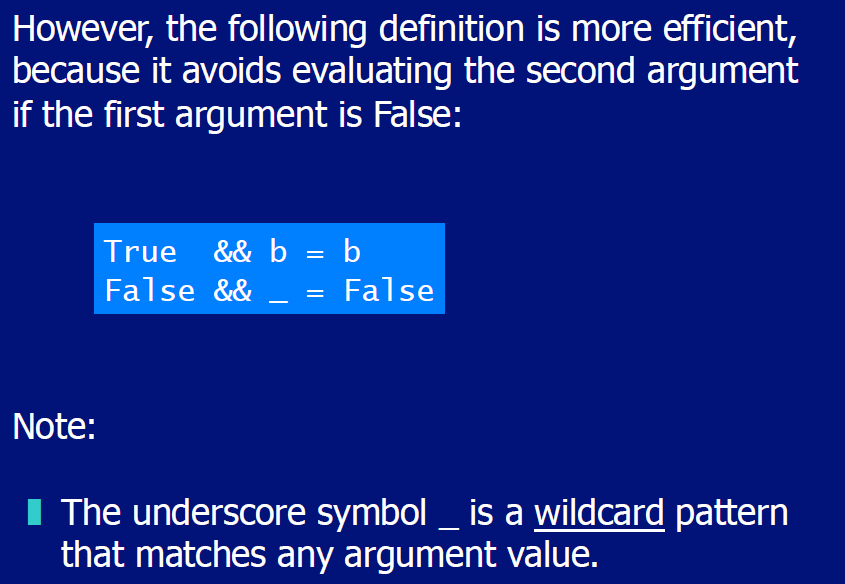 However, the following definition is more efficient,
because it avoids evaluating the second argument
if the first argument is False:
True  && b = b
False && _ = False
Note:
The underscore symbol _ is a wildcard pattern
that matches any argument value.